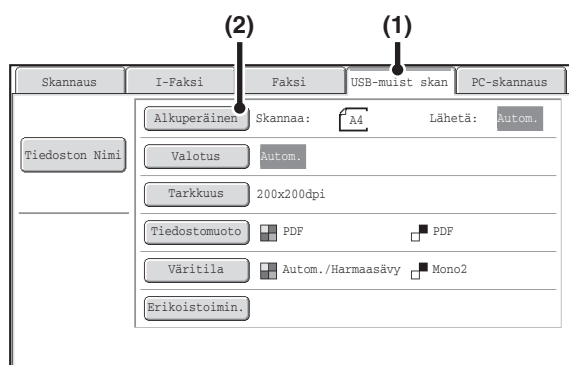 (2) (1)
Skannaus I-Faksi Faksi USB-muist skan PC-skannaus
Alkuperäinen Skannaa: A4 Lähetä: Autom.
Tiedoston Nimi Valotus Autom.
Tarkkuus 200x200dpi
Tiedostomuoto PDF PDF
Väritila Autom./Harmaasävy Mono2
Erikoistoimin.